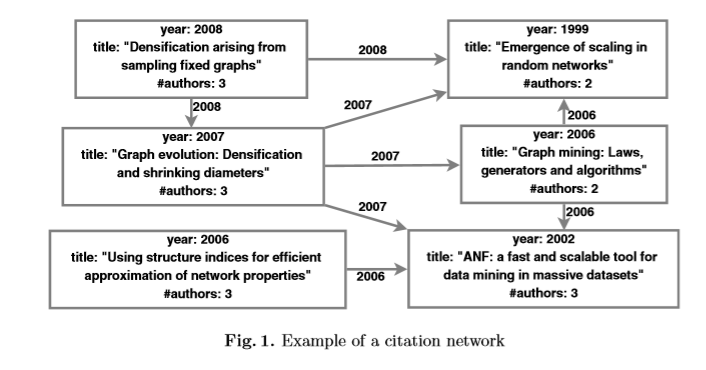 year: 2008
title: "Densification arising from
sampling fixed graphs"
#authors: 3
2008
year: 1999
title: "Emergence of scaling in
random networks"
#authors: 2
2008
2007
2006
year: 2007
title: "Graph evolution: Densification
and shrinking diameters"
#authors: 3
2007
year: 2006
title: "Graph mining: Laws,
generators and algorithms"
#authors: 2
2007
2006
year: 2006
title: "Using structure indices for efficient
approximation of network properties"
#authors: 3
2006
year: 2002
title: "ANF: a fast and scalable tool for
data mining in massive datasets"
#authors: 3
Fig. 1. Example of a citation network